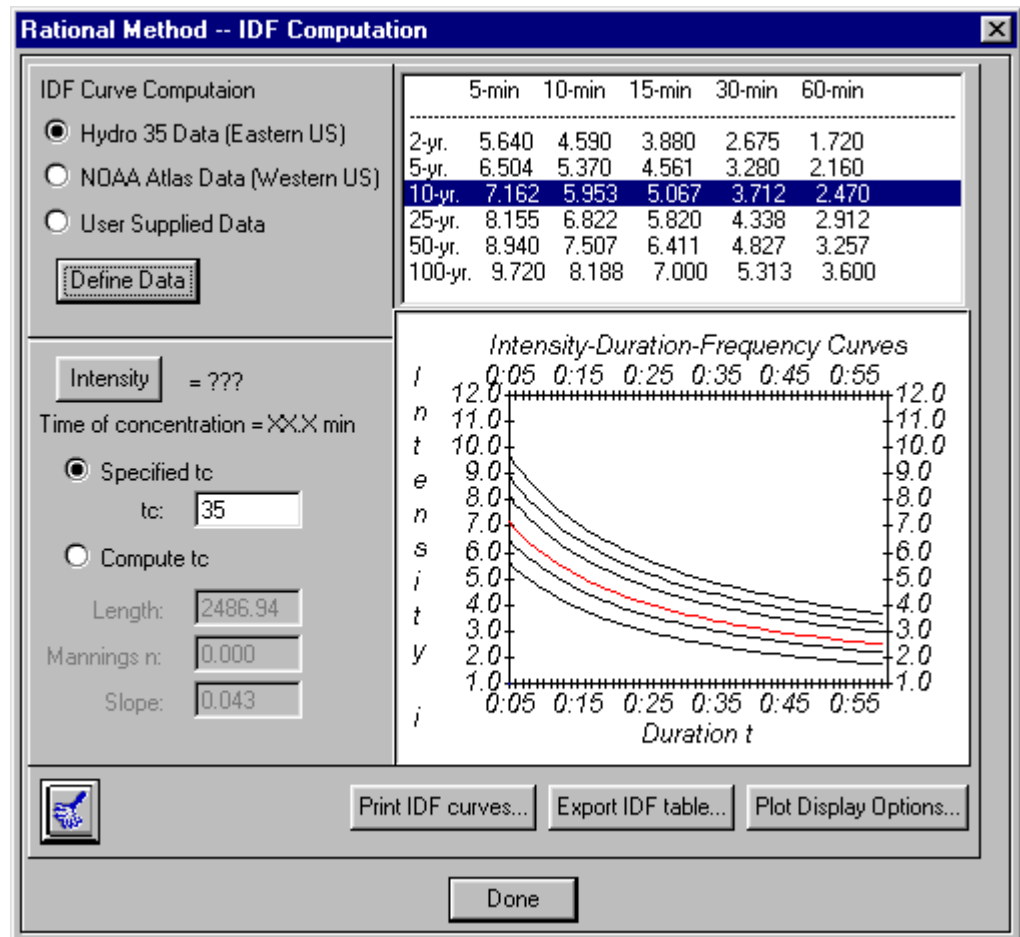 Rational Method -- IDF Computation
IDF Curve Computaion
Hydro 35 Data (Eastern US)
NOAA Atlas Data (Western US)
User Supplied Data
Define Data
5-min 10-min 15-min 30-min 60-min
--------------------------------------------------
2-yr. 5.640 4.590 3.880 2.675 1.720
5-yr. 6.504 5.370 4.561 3.280 2.160
10-yr. 7.162 5.953 5.067 3.712 2.470
25-yr. 8.155 6.822 5.820 4.338 2.912
50-yr. 8.940 7.507 6.411 4.827 3.257
100-yr. 9.720 8.188 7.000 5.313 3.600
Intensity = ???
Time of concentration = XX.X min
Specified tc
tc: 35
Compute tc
Length: 2486.94
Mannings n: 0.000
Slope: 0.043
Intensity-Duration-Frequency Curves
0:05 0:15 0:25 0:35 0:45 0:55
Intensity i
12.0 12.0
11.0 11.0
10.0 10.0
9.0 9.0
8.0 8.0
7.0 7.0
6.0 6.0
5.0 5.0
4.0 4.0
3.0 3.0
2.0 2.0
1.0 1.0
0:05 0:15 0:25 0:35 0:45 0:55
Duration t
Print IDF curves...
Export IDF table...
Plot Display Options...
Done